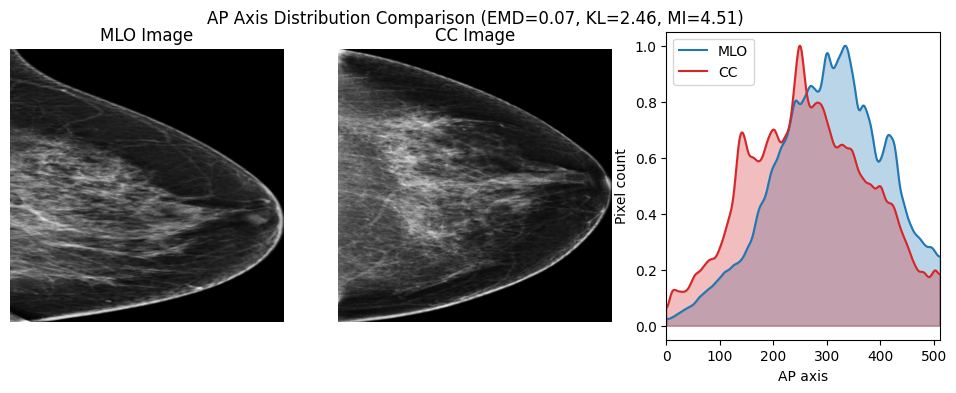 AP Axis Distribution Comparison (EMD=0.07, KL=2.46, MI=4.51)
MLO Image
CC Image
MLO
CC
Pixel count
1.0
0.8
0.6
0.4
0.2
0.0
0 100 200 300 400 500
AP axis